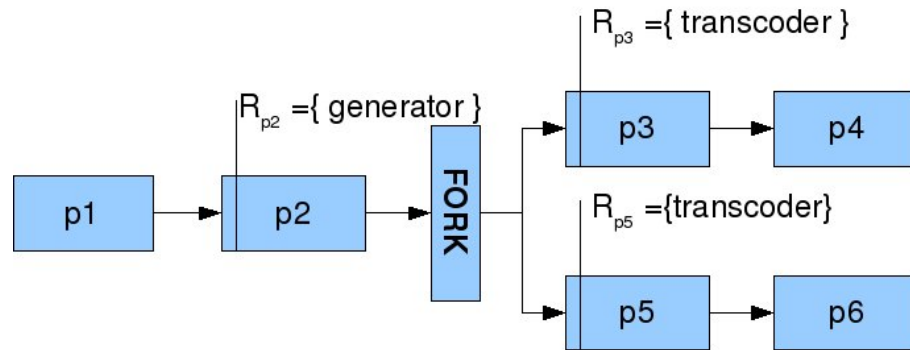 R_p3 ={ transcoder }
R_p2 ={ generator }
p3
p4
p1
p2
FORK
R_p5 ={transcoder}
p5
p6